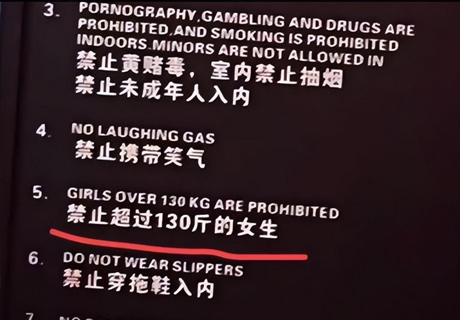 3. PORNOGRAPHY,GAMBLING AND DRUGS ARE
PROHIBITED,AND SMOKING IS PROHIBITED
INDOORS.MINORS ARE NOT ALLOWED IN
禁止黄赌毒，室内禁止抽烟
禁止未成年人入内
4. NO LAUGHING GAS
禁止携带笑气
5. GIRLS OVER 130 KG ARE PROHIBITED
禁止超过130斤的女生
6. DO NOT WEAR SLIPPERS
禁止穿拖鞋入内
7.